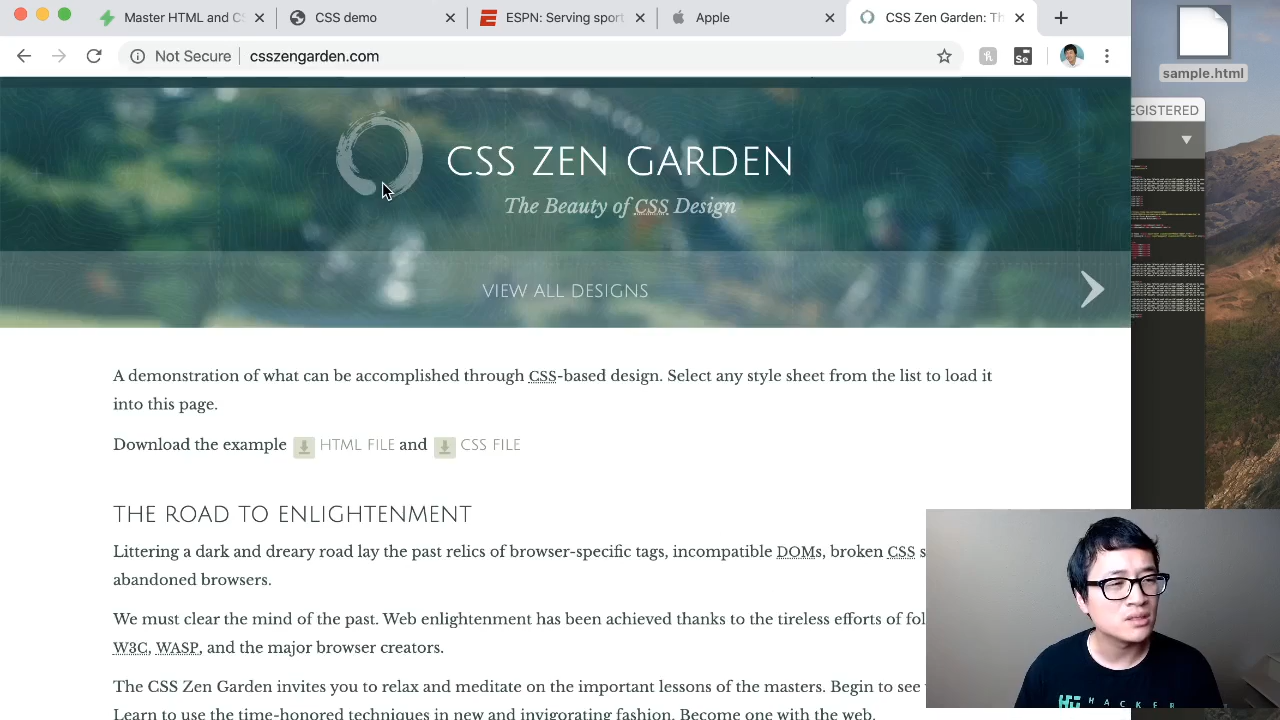 Master HTML and C
CSS demo
ESPN: Serving sport
Apple
CSS Zen Garden: Th
Not Secure
csszengarden.com
Se
sample.html
EGISTERED
CSS ZEN GARDEN
The Beauty of CSS Design
VIEW ALL DESIGNS
A demonstration of what can be accomplished through CSS-based design. Select any style sheet from the list to load it
into this page.
Download the example HTML FILE and CSS FILE
THE ROAD TO ENLIGHTENMENT
Littering a dark and dreary road lay the past relics of browser-specific tags, incompatible DOMs, broken CSS s
abandoned browsers.
We must clear the mind of the past. Web enlightenment has been achieved thanks to the tireless efforts of fol
W3C, WASP, and the major browser creators.
The CSS Zen Garden invites you to relax and meditate on the important lessons of the masters. Begin to see
Learn to use the time-honored techniques in new and invigorating fashion. Become one with the web.
HACKER